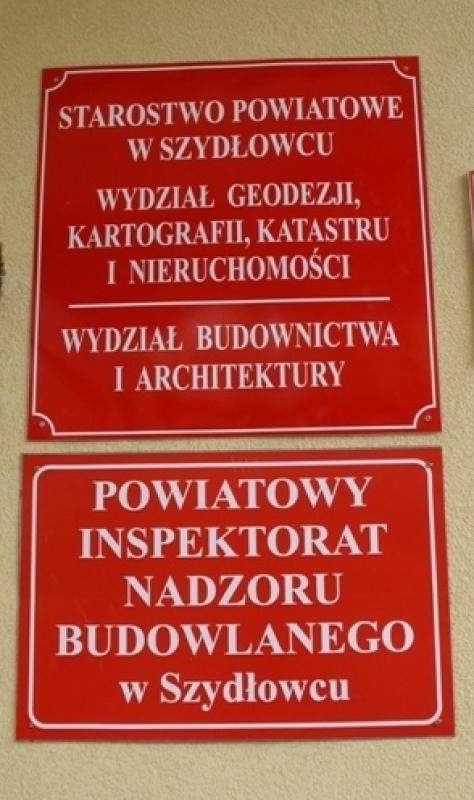 STAROSTWO POWIATOWE
W SZYDŁOWCU
WYDZIAŁ GEODEZJI,
KARTOGRAFII, KATASTRU
I NIERUCHOMOŚCI
WYDZIAŁ BUDOWNICTWA
I ARCHITEKTURY
POWIATOWY
INSPEKTORAT
NADZORU
BUDOWLANEGO
w Szydłowcu